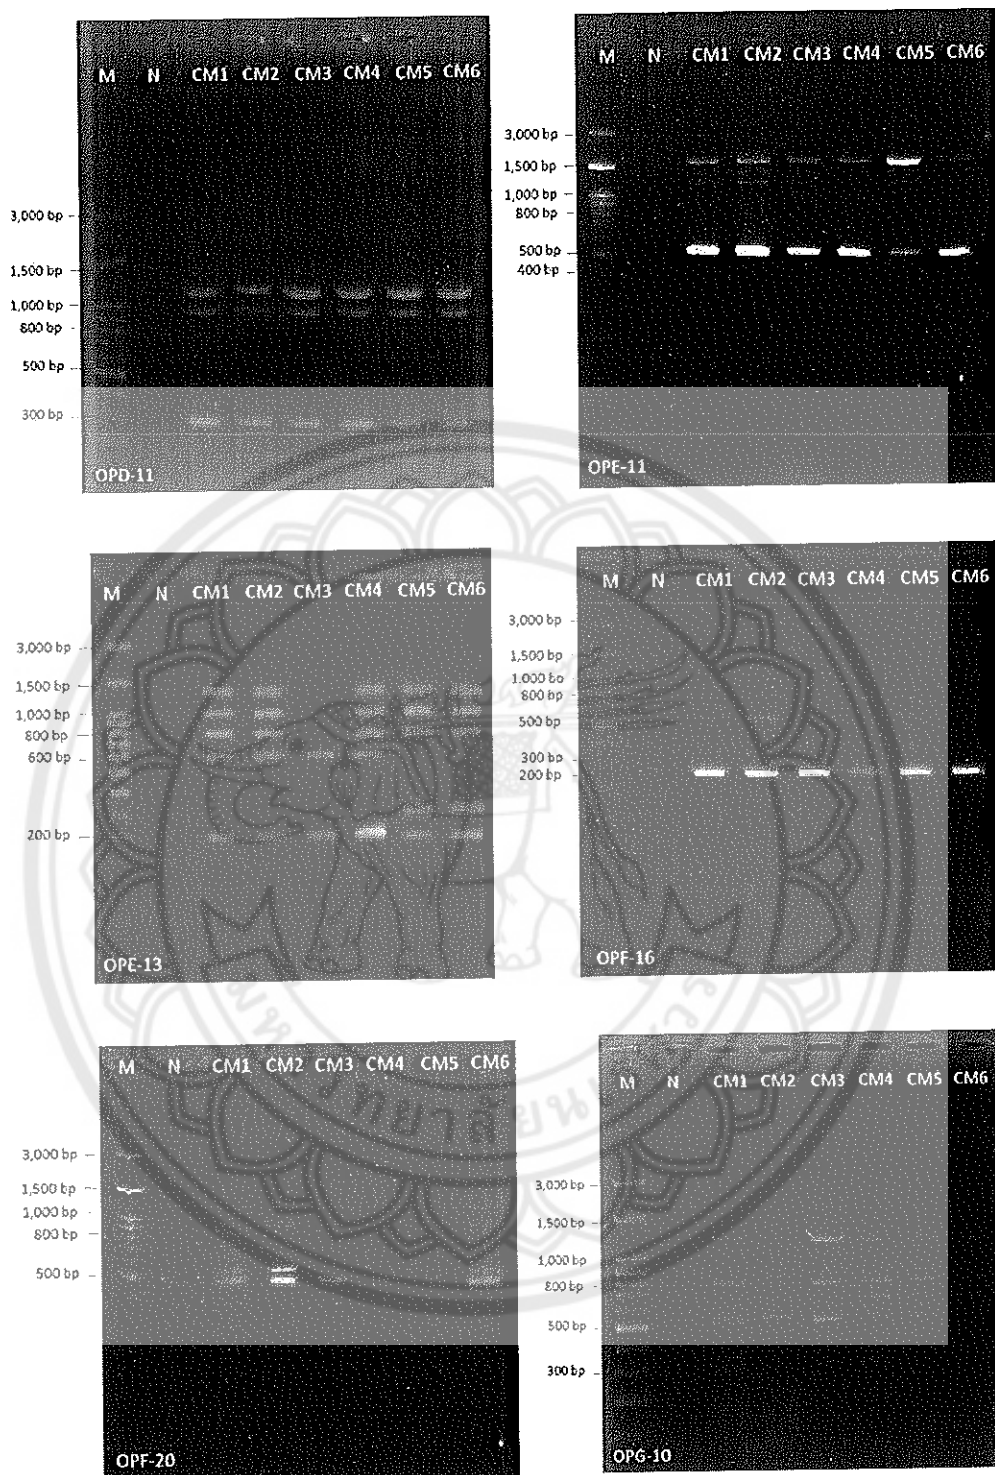 M N CM1 CM2 CM3 CM4 CM5 CM6
3,000 bp
1,500 bp
1,000 bp
800 bp
500 bp
300 bp
OPD-11
M N CM1 CM2 CM3 CM4 CM5 CM6
3,000 bp
1,500 bp
1,000 bp
800 bp
500 bp
400 bp
OPE-11
M N CM1 CM2 CM3 CM4 CM5 CM6
3,000 bp
1,500 bp
1,000 bp
800 bp
600 bp
200 bp
OPE-13
M N CM1 CM2 CM3 CM4 CM5 CM6
3,000 bp
1,500 bp
1,000 bp
800 bp
500 bp
300 bp
200 bp
OPF-16
M N CM1 CM2 CM3 CM4 CM5 CM6
3,000 bp
1,500 bp
1,000 bp
800 bp
500 bp
OPF-20
M N CM1 CM2 CM3 CM4 CM5 CM6
3,000 bp
1,500 bp
1,000 bp
800 bp
500 bp
300 bp
OPG-10